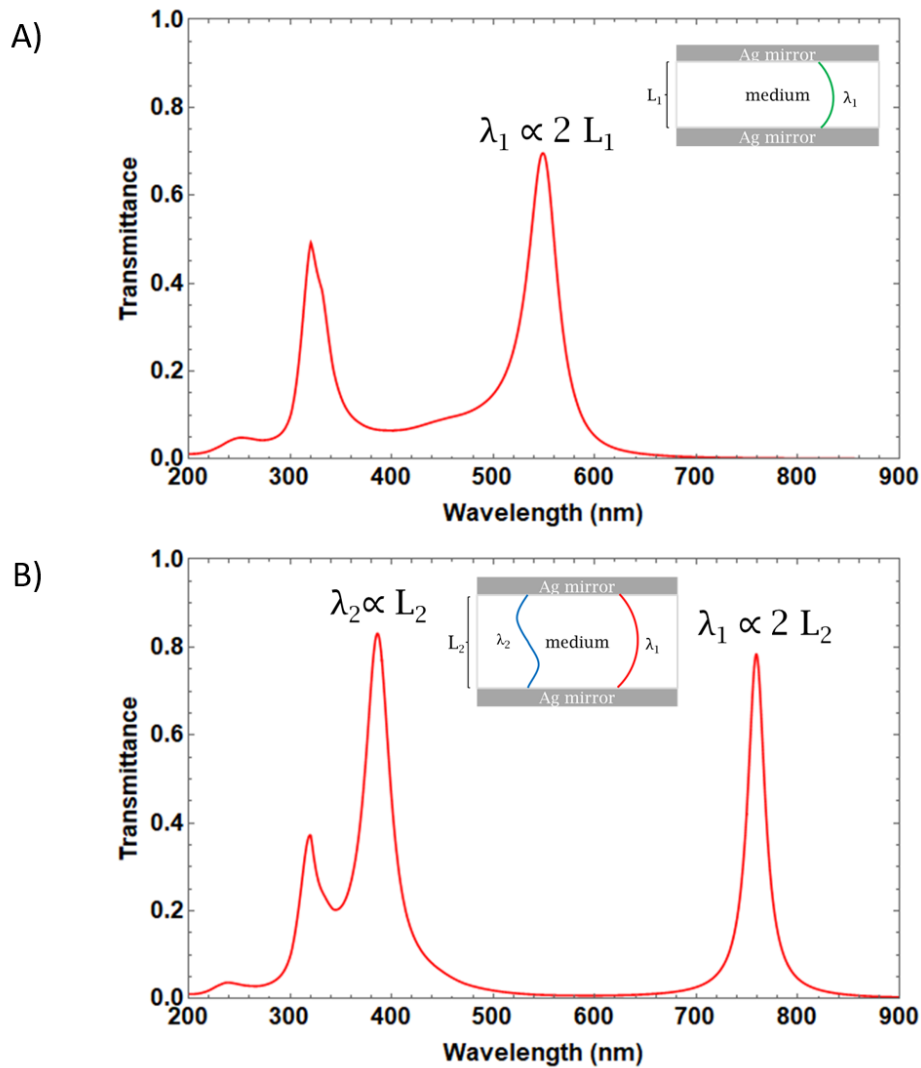 A)
1.0
0.8
0.6
0.4
0.2
0.0
Transmittance
λ₁ ∝ 2 L₁
Ag mirror
L₁
medium
λ₁
Ag mirror
200 300 400 500 600 700 800 900
Wavelength (nm)
B)
1.0
0.8
0.6
0.4
0.2
0.0
Transmittance
λ₂∝ L₂
Ag mirror
L₂
λ₂
medium
λ₁
Ag mirror
λ₁ ∝ 2 L₂
200 300 400 500 600 700 800 900
Wavelength (nm)